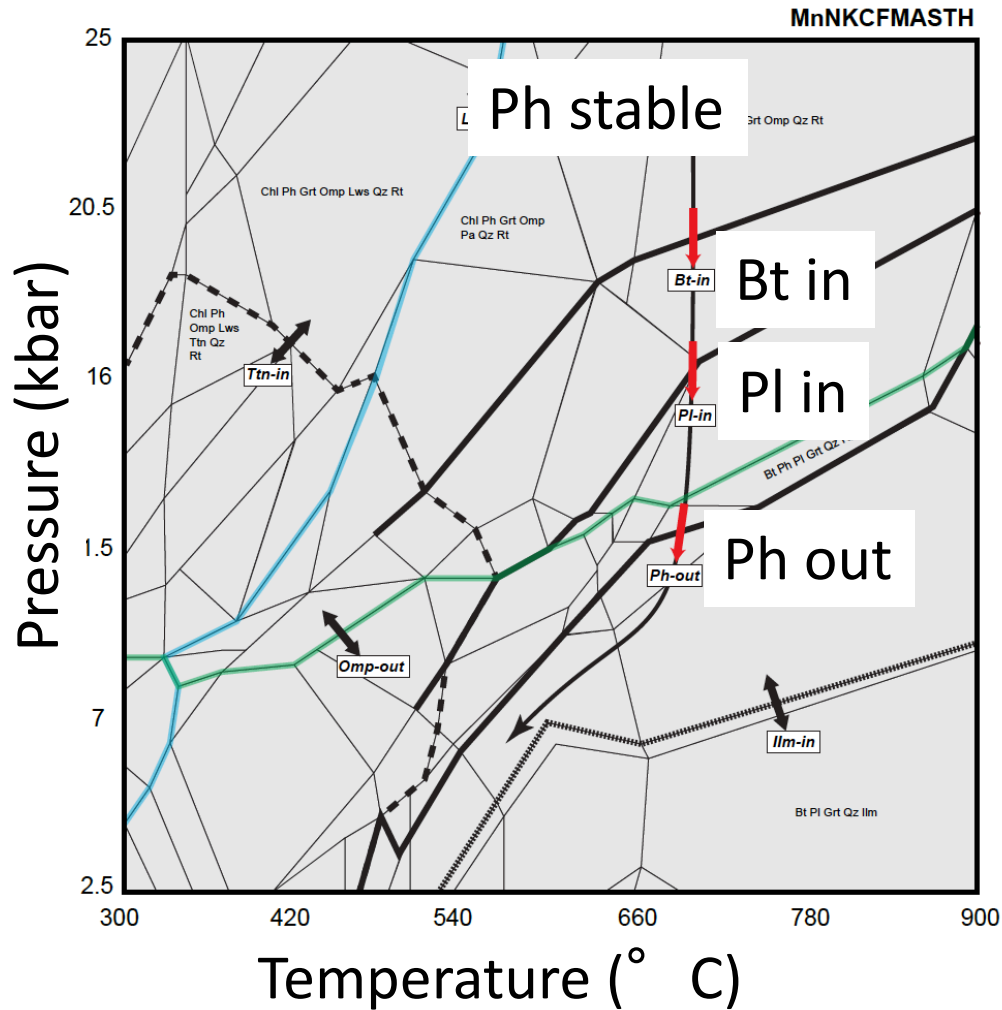 MnNKCFMASTH
25
Ph stable
Grt Omp Qz Rt
20.5
Chl Ph Grt Omp Lws Qz Rt
Chl Ph Grt Omp
Pa Qz Rt
Bt-in
Bt in
Chl Ph
Omp Lws
Ttn Qz
Rt
Ttn-in
16
Pl-in
Pl in
Bt Ph Pl Grt Qz
1.5
Ph-out
Ph out
Omp-out
7
Ilm-in
Bt Pl Grt Qz Ilm
2.5
300
420
540
660
780
900
Pressure (kbar)
Temperature (° C)